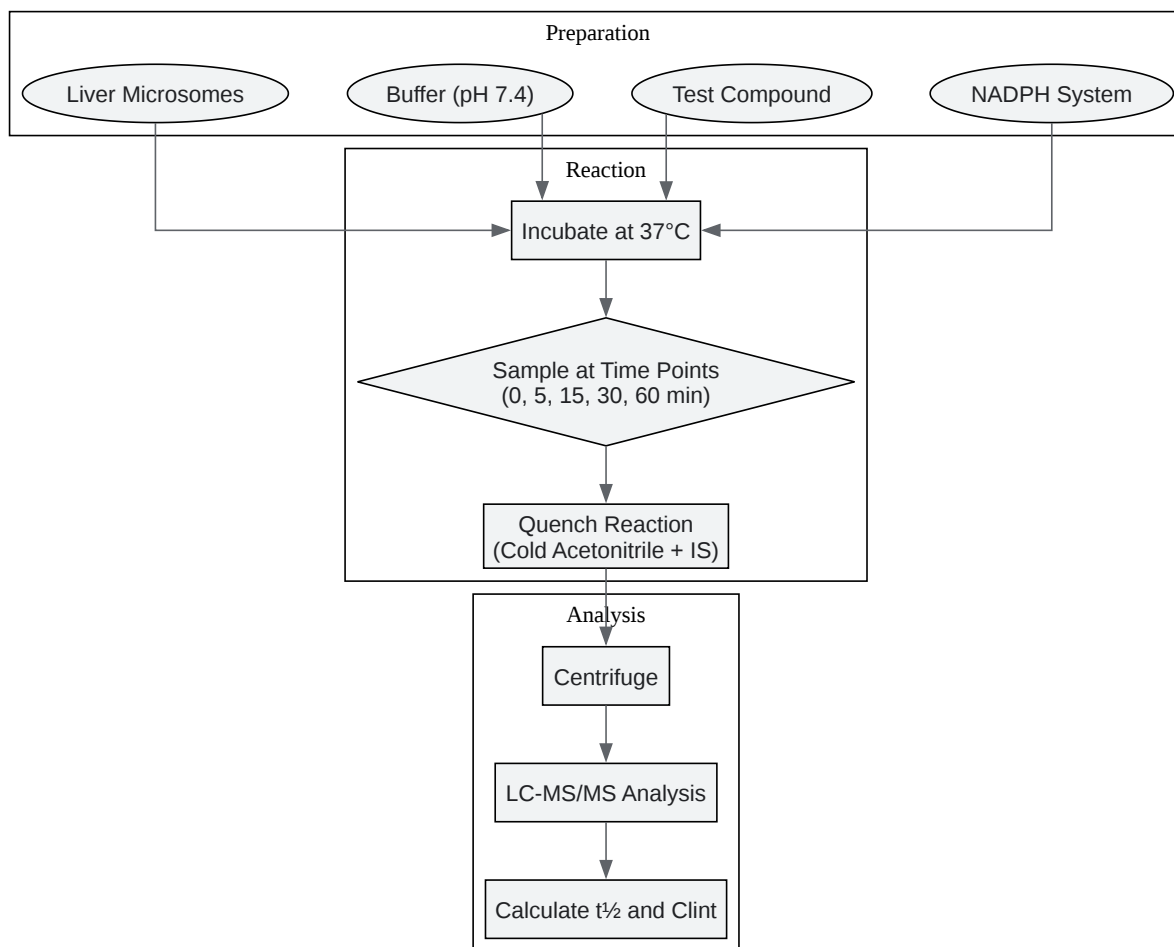 Preparation
Liver Microsomes
Buffer (pH 7.4)
Test Compound
NADPH System
Reaction
Incubate at 37°C
Sample at Time Points
(0, 5, 15, 30, 60 min)
Quench Reaction
(Cold Acetonitrile + IS)
Analysis
Centrifuge
LC-MS/MS Analysis
Calculate t½ and Clint